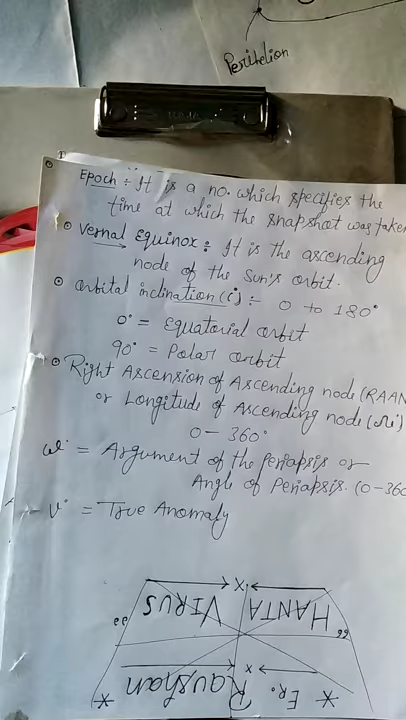 Perihelion
Epoch : It is a no. which specifies the
time at which the snapshoot was taken
Vernal Equinox : It is the ascending
node of the Sun's orbit.
orbital inclination (i) :- 0 to 180°
0° = Equatorial orbit
90° = Polar orbit
Right Ascension of Ascending node (RAAN
or Longitude of Ascending node (Ωi)
0 - 360°
ω = Argument of the periapsis or
Angle of Periapsis. (0-360
ν = True Anomaly
* ER. Raushan *
"HANTA VIRUS"